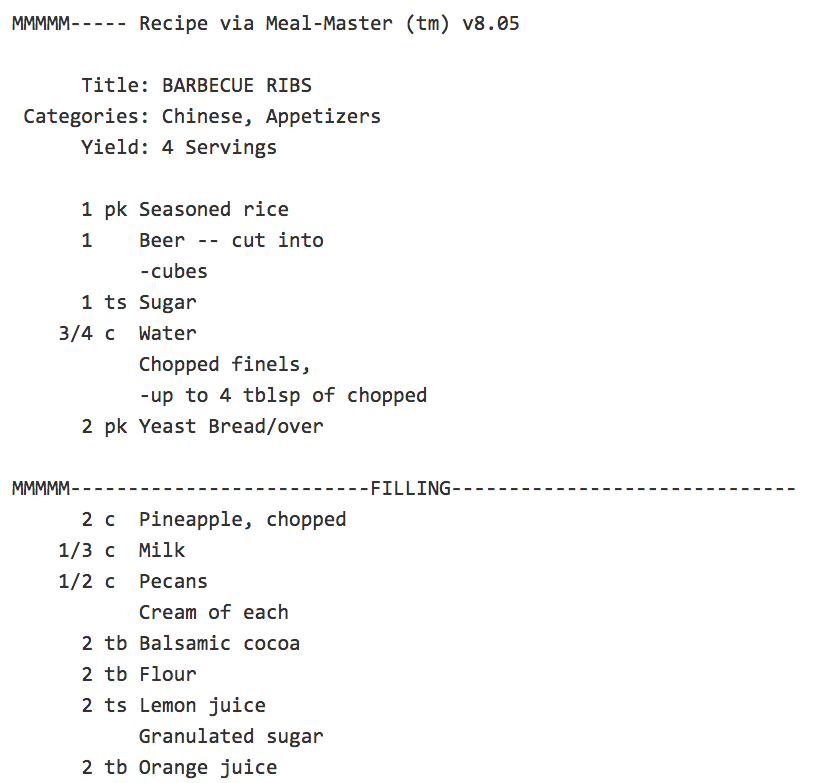 MMMMM----- Recipe via Meal-Master (tm) v8.05
Title: BARBECUE RIBS
Categories: Chinese, Appetizers
Yield: 4 Servings
1 pk Seasoned rice
1    Beer -- cut into
-cubes
1 ts Sugar
3/4 c  Water
Chopped finels,
-up to 4 tblsp of chopped
2 pk Yeast Bread/over
MMMMM--------------------------FILLING------------------------------
2 c  Pineapple, chopped
1/3 c  Milk
1/2 c  Pecans
Cream of each
2 tb Balsamic cocoa
2 tb Flour
2 ts Lemon juice
Granulated sugar
2 tb Orange juice